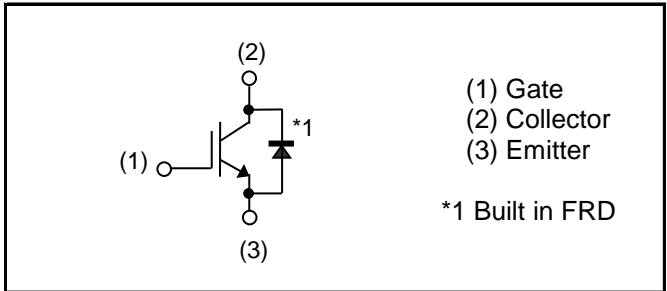 (2)
*1
(1)
(3)
(1) Gate
(2) Collector
(3) Emitter
*1 Built in FRD